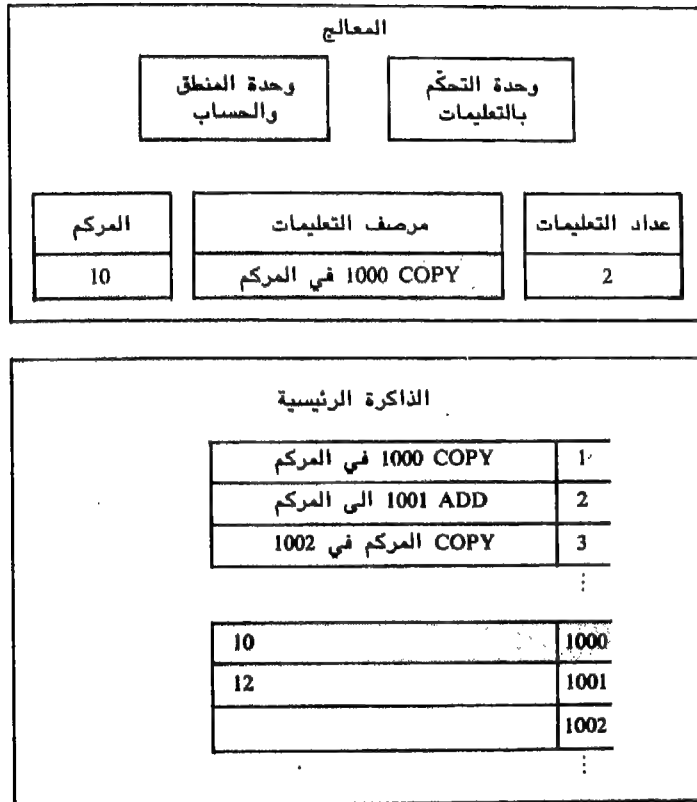 المعالج
وحدة التحكّم
بالتعليمات
وحدة المنطق
والحساب
عداد التعليمات
2
مرصف التعليمات
1000 COPY في المركم
المركم
10
الذاكرة الرئيسية
1 1000 COPY في المركم
2 1001 ADD الى المركم
3 COPY المركم في 1002
⋮
1000 10
1001 12
1002
⋮